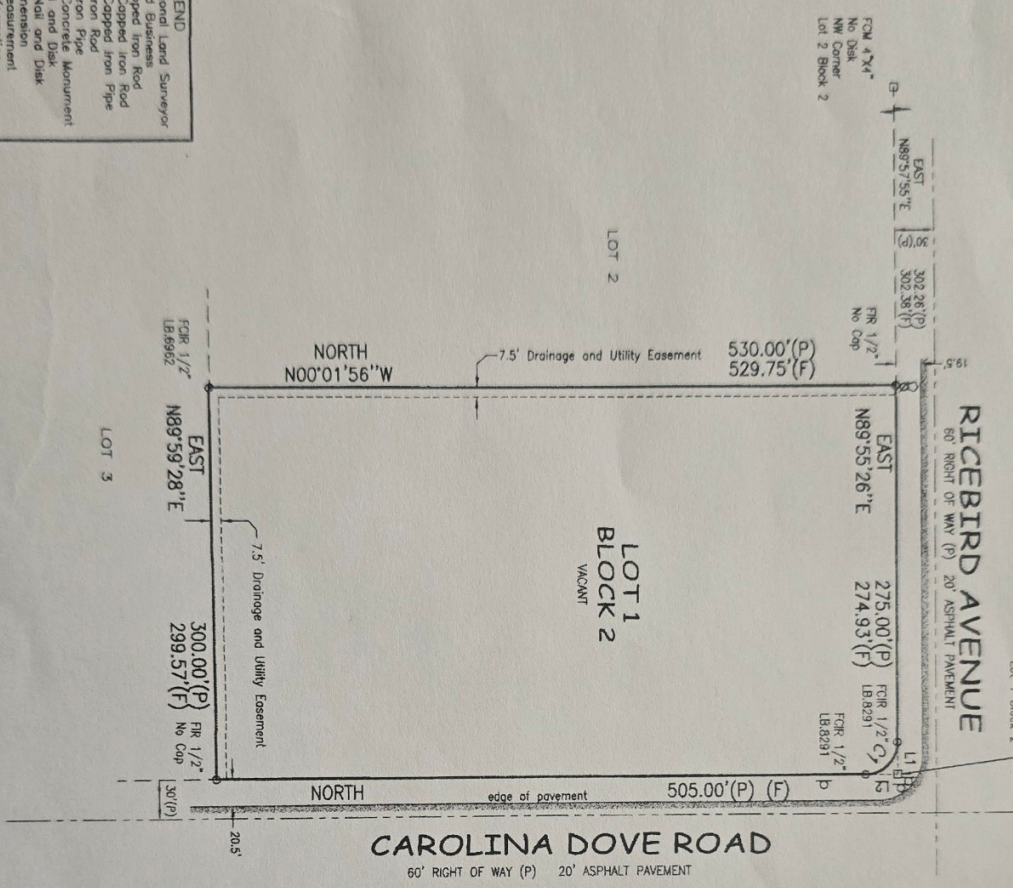 END
onal Land Surveyor
d Business
ped Iron Rod
Capped Iron Rod
Capped Iron Pipe
ron Rod
ron Pipe
Concrete Monument
and Disk
Nail and Disk
mension
easurement
FCM 4"X4"
No Disk
NW Corner
Lot 2 Block 2
EAST
N89°57'55"E
30'(P)
302.26'(P)
302.38'(F)
LOT 2
FIR 1/2"
No Cap
19.5'
RICEBIRD AVENUE
60' RIGHT OF WAY (P) 20' ASPHALT PAVEMENT
NORTH
N00°01'56"W
7.5' Drainage and Utility Easement
530.00'(P)
529.75'(F)
FCIR 1/2"
LB.6962
LOT 3
EAST
N89°59'28"E
300.00'(P)
299.57'(F)
FIR 1/2"
No Cap
7.5' Drainage and Utility Easement
LOT 1
BLOCK 2
VACANT
EAST
N89°55'26"E
275.00'(P)
274.93'(F)
FCIR 1/2"
LB.8291
FCIR 1/2"
LB.8291
C1
L1
NORTH
edge of pavement
505.00'(P) (F)
30'(P)
20.5'
CAROLINA DOVE ROAD
60' RIGHT OF WAY (P) 20' ASPHALT PAVEMENT